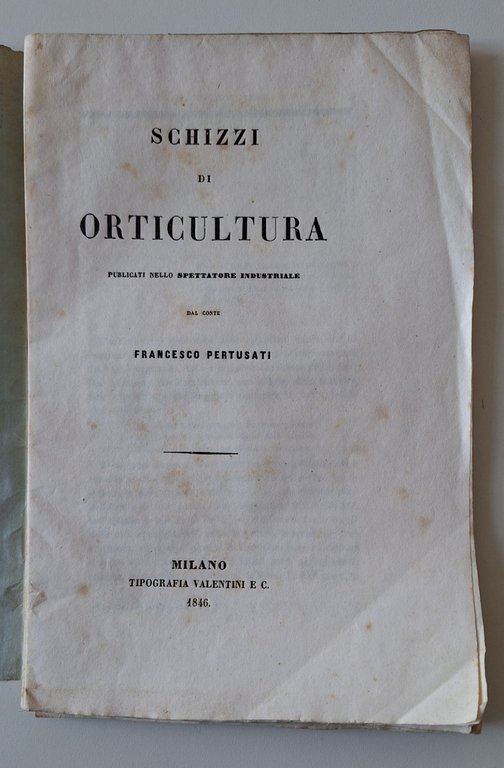 SCHIZZI
DI
ORTICULTURA
PUBLICATI NELLO SPETTATORE INDUSTRIALE
DAL CONTE
FRANCESCO PERTUSATI
MILANO
TIPOGRAFIA VALENTINI E C.
1846.